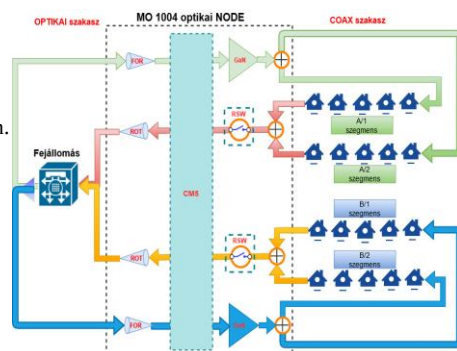 OPTIKAI szakasz
MO 1004 optikai NODE
COAX szakasz
FOR
GaN
n.
RSW
A/1
szegmens
ROT
Fejállomás
A/2
szegmens
CMS
B/1
szegmens
RSW
ROT
B/2
szegmens
FOR